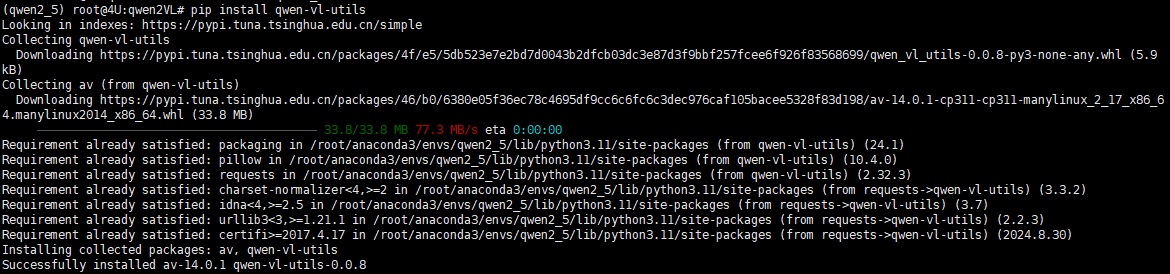 (qwen2_5) root@4U:qwen2VL# pip install qwen-vl-utils
Looking in indexes: https://pypi.tuna.tsinghua.edu.cn/simple
Collecting qwen-vl-utils
  Downloading https://pypi.tuna.tsinghua.edu.cn/packages/4f/e5/5db523e7e2bd7d0043b2dfcb03dc3e87d3f9bbf257fcee6f926f83568699/qwen_vl_utils-0.0.8-py3-none-any.whl (5.9
kB)
Collecting av (from qwen-vl-utils)
  Downloading https://pypi.tuna.tsinghua.edu.cn/packages/46/b0/6380e05f36ec78c4695df9cc6c6fc6c3dec976caf105bacee5328f83d198/av-14.0.1-cp311-cp311-manylinux_2_17_x86_6
4.manylinux2014_x86_64.whl (33.8 MB)
33.8/33.8 MB 77.3 MB/s eta 0:00:00
Requirement already satisfied: packaging in /root/anaconda3/envs/qwen2_5/lib/python3.11/site-packages (from qwen-vl-utils) (24.1)
Requirement already satisfied: pillow in /root/anaconda3/envs/qwen2_5/lib/python3.11/site-packages (from qwen-vl-utils) (10.4.0)
Requirement already satisfied: requests in /root/anaconda3/envs/qwen2_5/lib/python3.11/site-packages (from qwen-vl-utils) (2.32.3)
Requirement already satisfied: charset-normalizer<4,>=2 in /root/anaconda3/envs/qwen2_5/lib/python3.11/site-packages (from requests->qwen-vl-utils) (3.3.2)
Requirement already satisfied: idna<4,>=2.5 in /root/anaconda3/envs/qwen2_5/lib/python3.11/site-packages (from requests->qwen-vl-utils) (3.7)
Requirement already satisfied: urllib3<3,>=1.21.1 in /root/anaconda3/envs/qwen2_5/lib/python3.11/site-packages (from requests->qwen-vl-utils) (2.2.3)
Requirement already satisfied: certifi>=2017.4.17 in /root/anaconda3/envs/qwen2_5/lib/python3.11/site-packages (from requests->qwen-vl-utils) (2024.8.30)
Installing collected packages: av, qwen-vl-utils
Successfully installed av-14.0.1 qwen-vl-utils-0.0.8